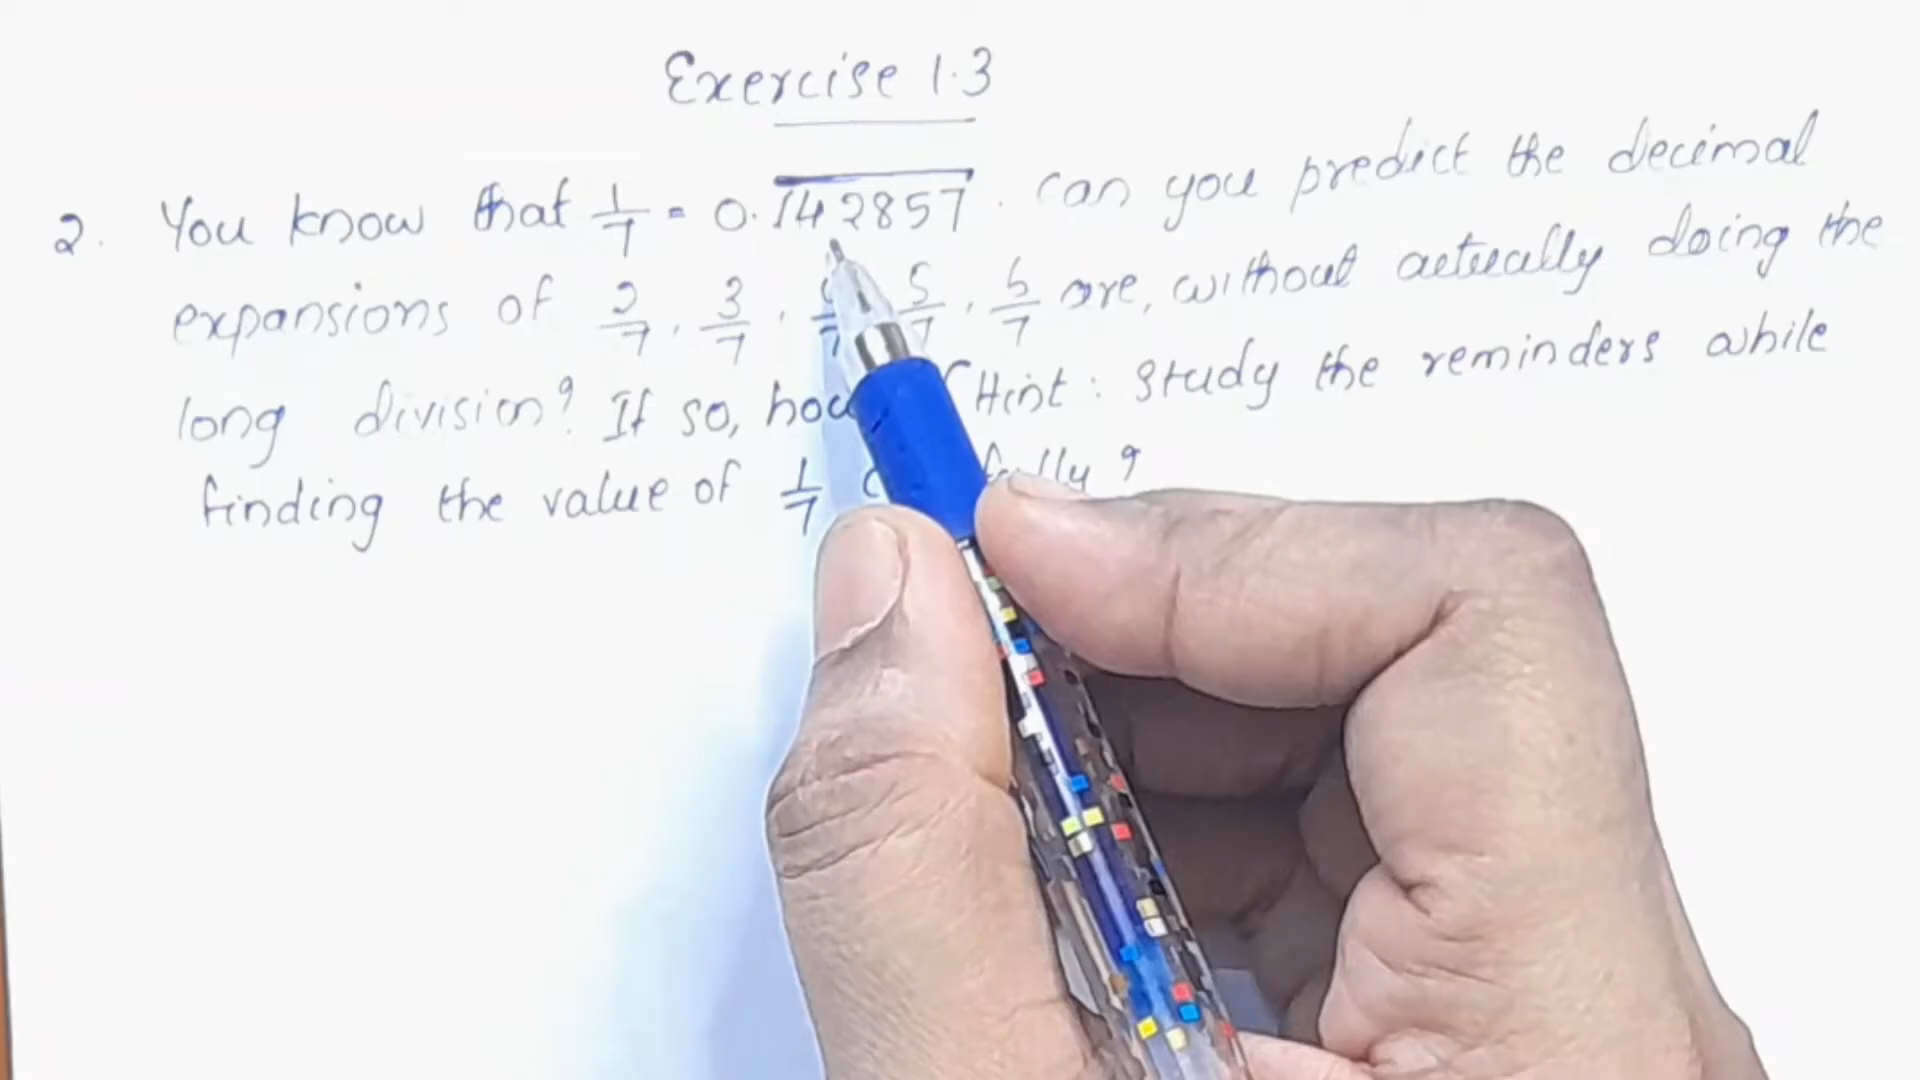 Exercise 1.3
2. You know that 1/7 = 0.142857. Can you predict the decimal
expansions of 2/7, 3/7, /7, 5/7, 6/7 are, without actually doing the
long division? If so, how (Hint: Study the reminders while
finding the value of 1/7